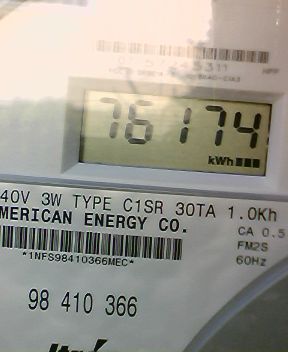 76174
kWh
40V 3W TYPE C1SR 30TA 1.0Kh
MERICAN ENERGY CO.
CA 0.5
FM2S
60Hz
*1NFS98410366MEC*
98 410 366